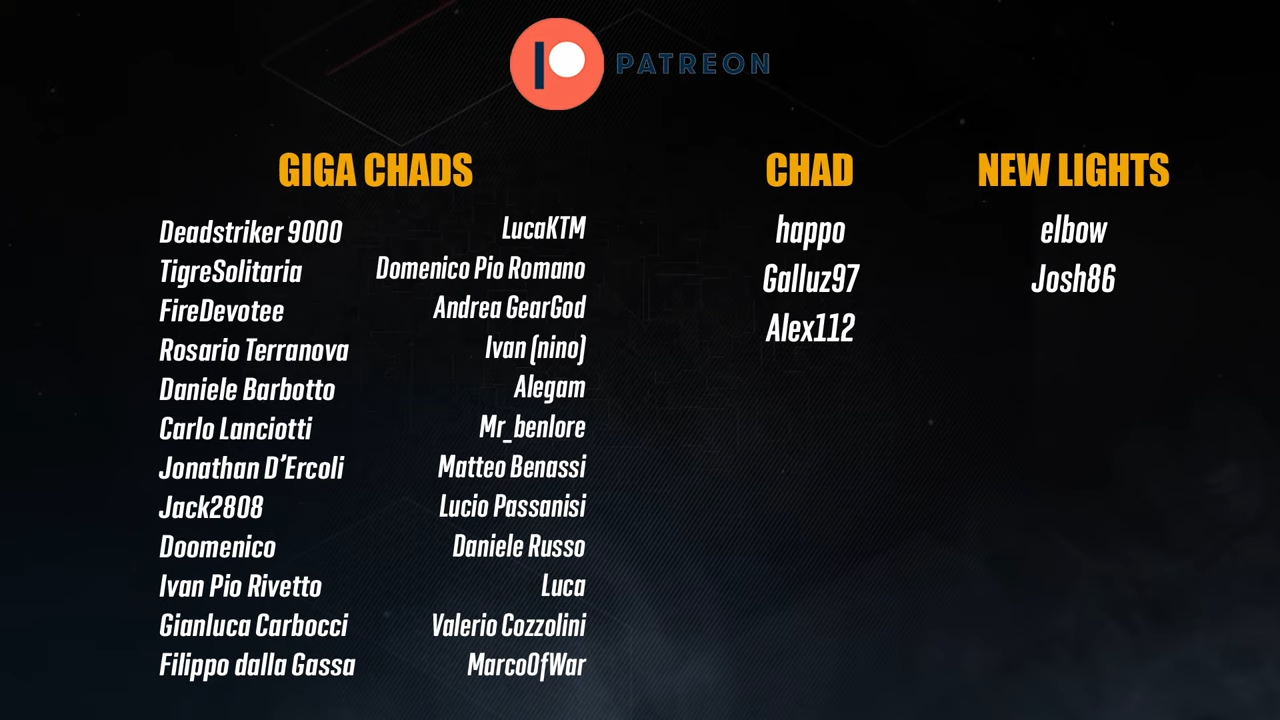 PATREON
GIGA CHADS
Deadstriker 9000
TigreSolitaria
FireDevotee
Rosario Terranova
Daniele Barbotto
Carlo Lanciotti
Jonathan D'Ercoli
Jack2808
Doomenico
Ivan Pio Rivetto
Gianluca Carbocci
Filippo dalla Gassa
LucaKTM
Domenico Pio Romano
Andrea GearGod
Ivan (nino)
Alegam
Mr_benlore
Matteo Benassi
Lucio Passanisi
Daniele Russo
Luca
Valerio Cozzolini
MarcoOfWar
CHAD
happo
Galluz97
Alex112
NEW LIGHTS
elbow
Josh86